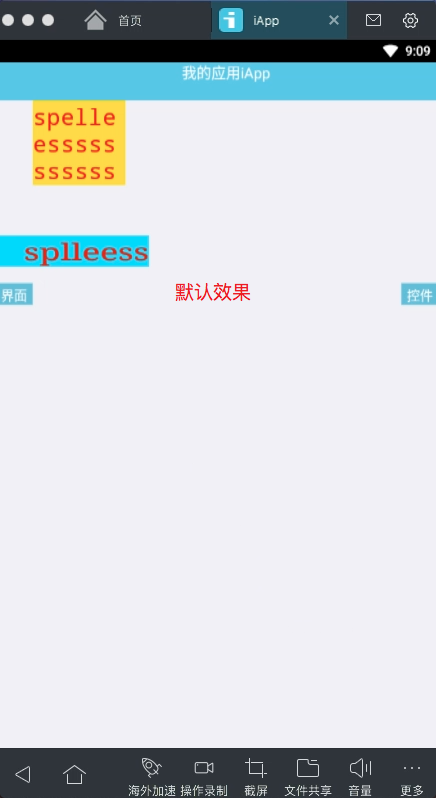 首页
iApp
9:09
我的应用iApp
spelle
esssss
ssssss
splleess
界面
默认效果
控件
海外加速
操作录制
截屏
文件共享
音量
更多